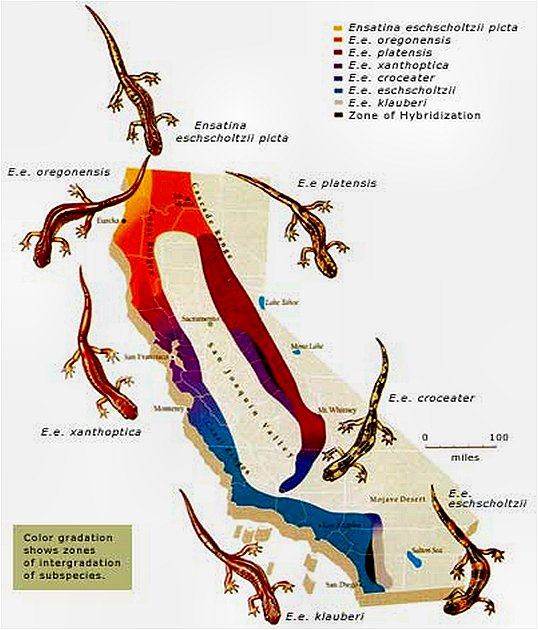 Ensatina eschscholtzii picta
E.e. oregonensis
E.e. platensis
E.e. xanthoptica
E.e. croceater
E.e. eschscholtzii
E.e. klauberi
Zone of Hybridization
Ensatina
eschscholtzii picta
E.e. oregonensis
E.e platensis
Eureka
Coast Ranges
Cascade Range
Lake Tahoe
Sacramento
Mono Lake
San Francisco
San Joaquin Valley
E.e. croceater
Monterey
Mt Whitney
E.e. xanthoptica
0 100
miles
Mojave Desert
E.e.
eschscholtzii
Color gradation
shows zones
of intergradation
of subspecies.
Salton Sea
San Diego
E.e. klauberi